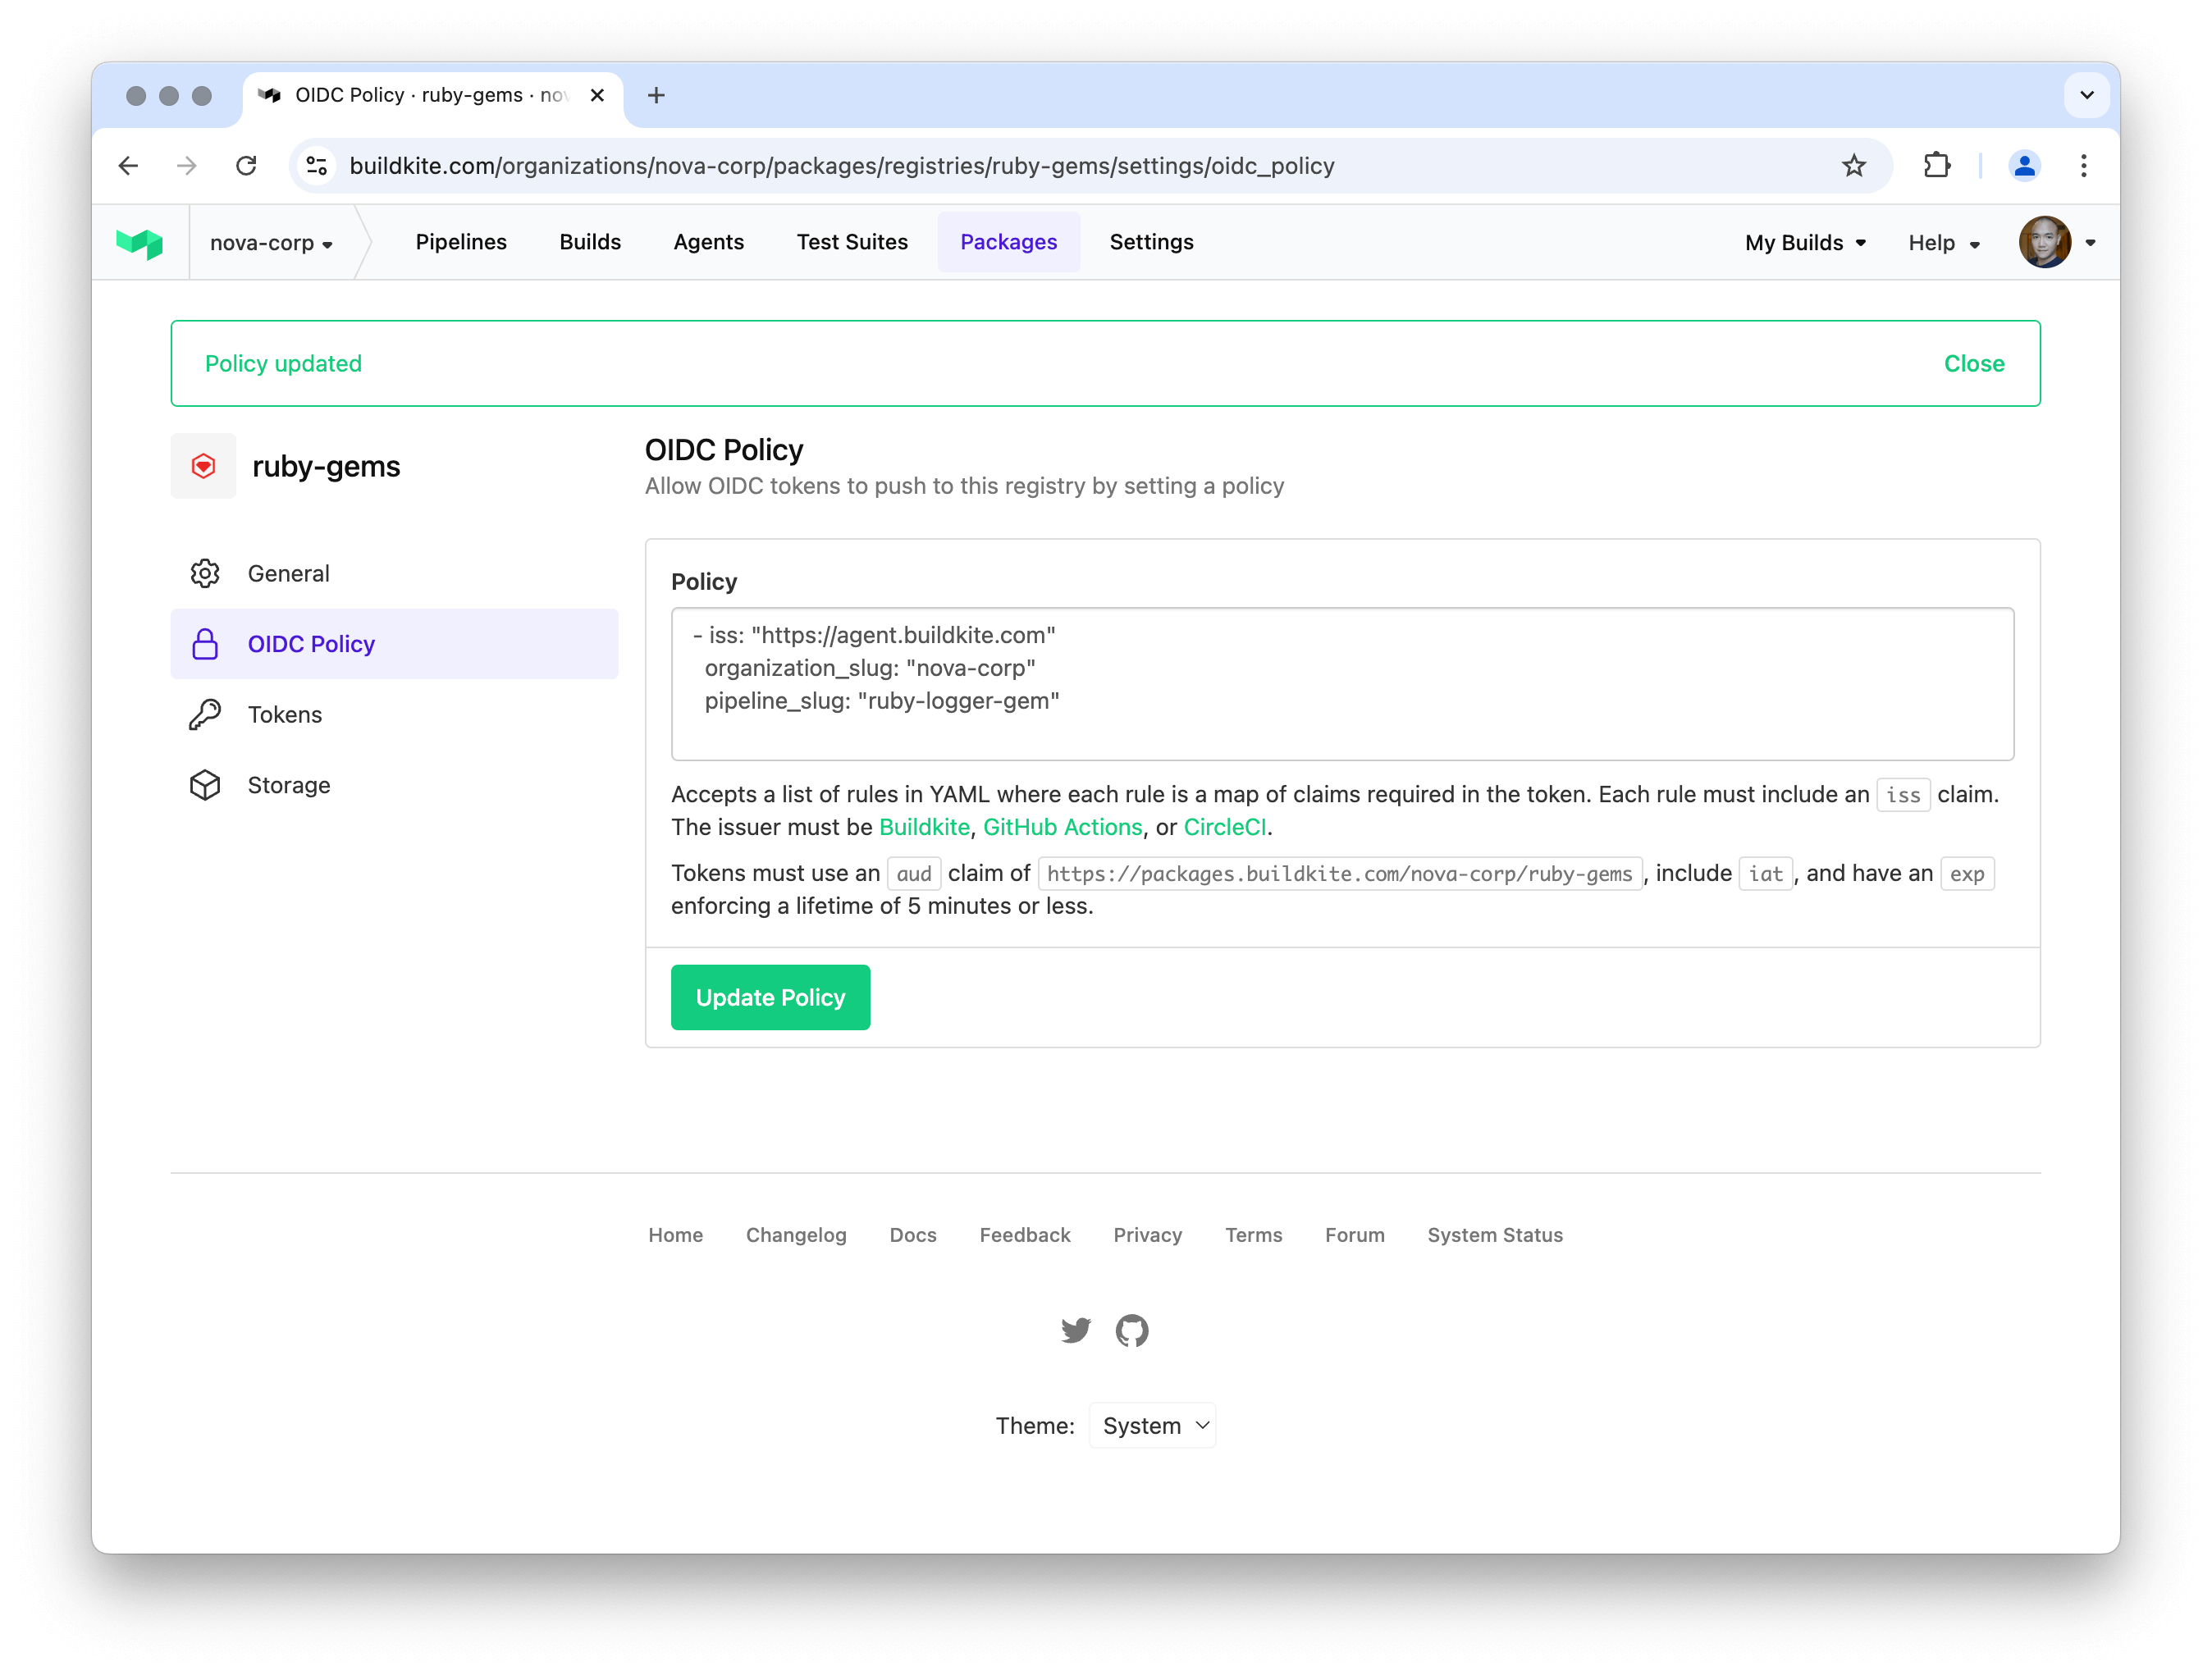 OIDC Policy · ruby-gems · nov
buildkite.com/organizations/nova-corp/packages/registries/ruby-gems/settings/oidc_policy
nova-corp
Pipelines
Builds
Agents
Test Suites
Packages
Settings
My Builds
Help
Policy updated
Close
ruby-gems
General
OIDC Policy
Tokens
Storage
OIDC Policy
Allow OIDC tokens to push to this registry by setting a policy
Policy
- iss: "https://agent.buildkite.com"
organization_slug: "nova-corp"
pipeline_slug: "ruby-logger-gem"
Accepts a list of rules in YAML where each rule is a map of claims required in the token. Each rule must include an iss claim.
The issuer must be Buildkite, GitHub Actions, or CircleCI.
Tokens must use an aud claim of https://packages.buildkite.com/nova-corp/ruby-gems, include iat, and have an exp
enforcing a lifetime of 5 minutes or less.
Update Policy
Home
Changelog
Docs
Feedback
Privacy
Terms
Forum
System Status
Theme: System